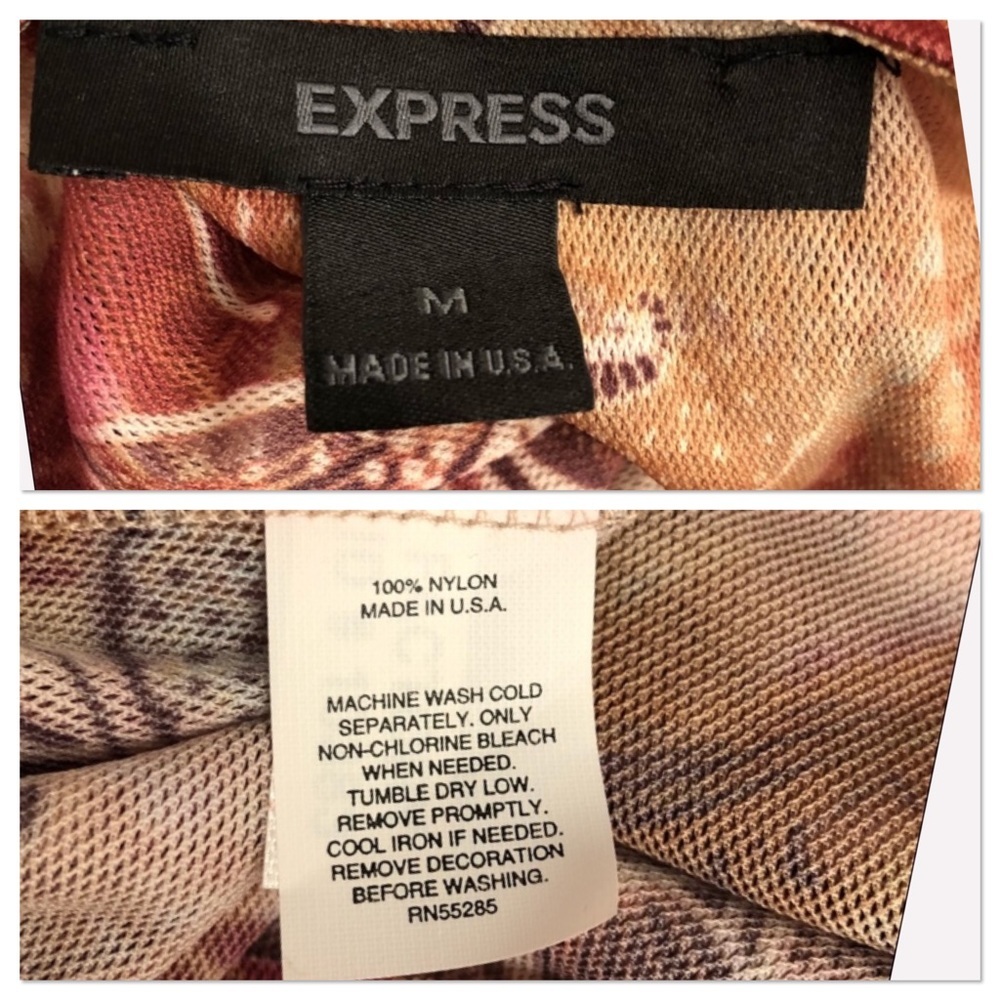 EXPRESS
M
MADE IN U.S.A.
100% NYLON
MADE IN U.S.A.
MACHINE WASH COLD
SEPARATELY. ONLY
NON-CHLORINE BLEACH
WHEN NEEDED.
TUMBLE DRY LOW.
REMOVE PROMPTLY.
COOL IRON IF NEEDED.
REMOVE DECORATION
BEFORE WASHING.
RN55285